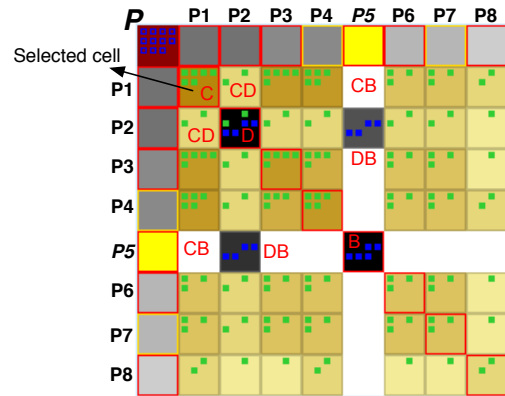 P P1 P2 P3 P4 P5 P6 P7 P8
Selected cell
P1 C CD CB
P2 CD D
P3 DB
P4
P5 CB DB B
P6
P7
P8